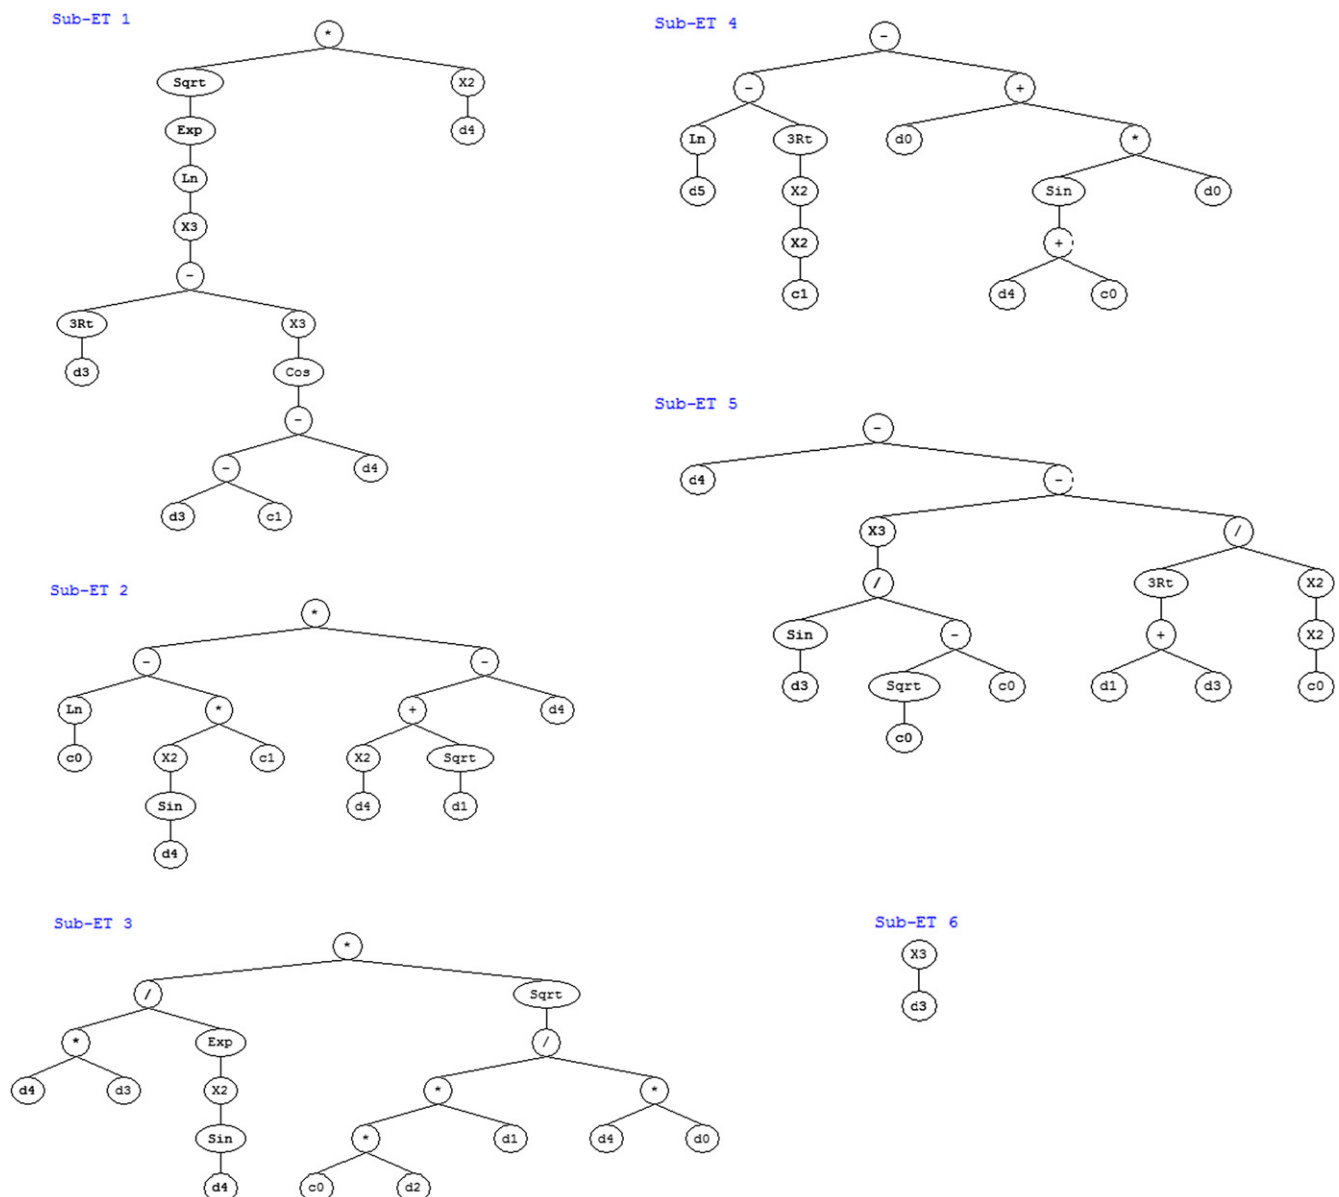 Sub-ET 1
*
Sqrt X2
Exp d4
Ln
X3
-
3Rt X3
d3 Cos
-
- d4
d3 c1
Sub-ET 2
*
- -
Ln * + d4
c0 X2 c1 X2 Sqrt
Sin d4 d1
d4
Sub-ET 3
*
/ Sqrt
* Exp /
d4 d3 X2 * *
Sin * d1 d4 d0
d4 c0 d2
Sub-ET 4
-
- +
Ln 3Rt d0 *
d5 X2 Sin d0
X2 +
c1 d4 c0
Sub-ET 5
-
d4 -
X3 /
/ 3Rt X2
Sin - + X2
d3 Sqrt c0 d1 d3 c0
c0
Sub-ET 6
X3
d3